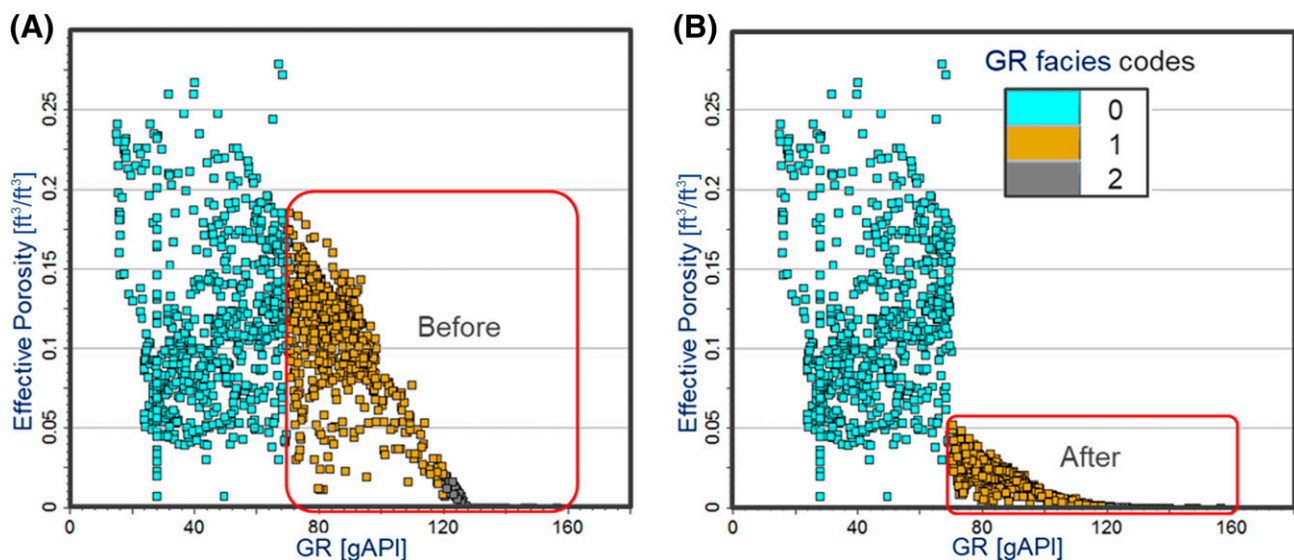 (A)
Effective Porosity [ft³/ft³]
0.25
0.2
0.15
0.1
0.05
0
Before
0
40
80
120
160
GR [gAPI]
(B)
GR facies codes
0
1
2
Effective Porosity [ft³/ft³]
0.25
0.2
0.15
0.1
0.05
0
After
0
40
80
120
160
GR [gAPI]